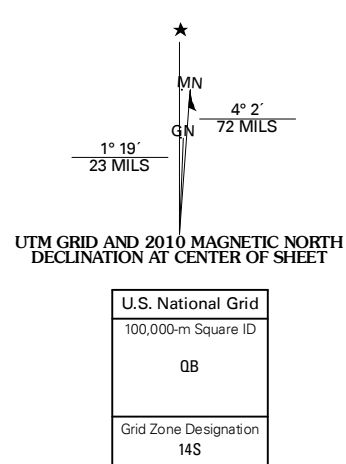 ★
MN
GN
4° 2´
72 MILS
1° 19´
23 MILS
UTM GRID AND 2010 MAGNETIC NORTH
DECLINATION AT CENTER OF SHEET
U.S. National Grid
100,000-m Square ID
QB
Grid Zone Designation
14S